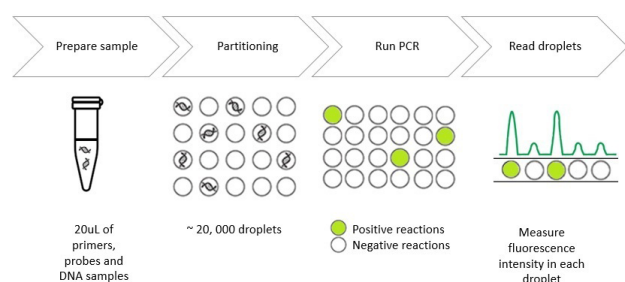 Prepare sample
Partitioning
Run PCR
Read droplets
20uL of
primers,
probes and
DNA samples
~ 20, 000 droplets
Positive reactions
Negative reactions
Measure
fluorescence
intensity in each
droplet